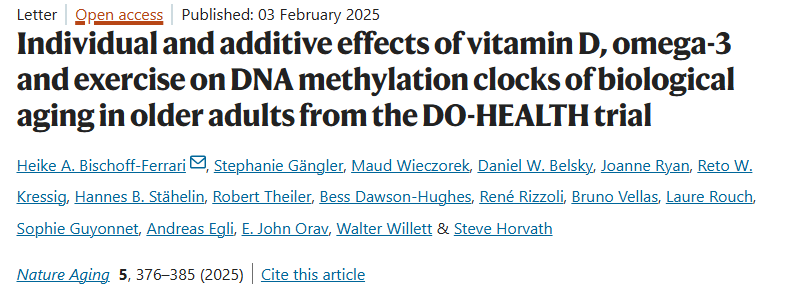 Letter | Open access | Published: 03 February 2025
Individual and additive effects of vitamin D, omega-3
and exercise on DNA methylation clocks of biological
aging in older adults from the DO-HEALTH trial
Heike A. Bischoff-Ferrari, Stephanie Gängler, Maud Wieczorek, Daniel W. Belsky, Joanne Ryan, Reto W.
Kressig, Hannes B. Stähelin, Robert Theiler, Bess Dawson-Hughes, René Rizzoli, Bruno Vellas, Laure Rouch,
Sophie Guyonnet, Andreas Egli, E. John Orav, Walter Willett & Steve Horvath
Nature Aging 5, 376–385 (2025) | Cite this article